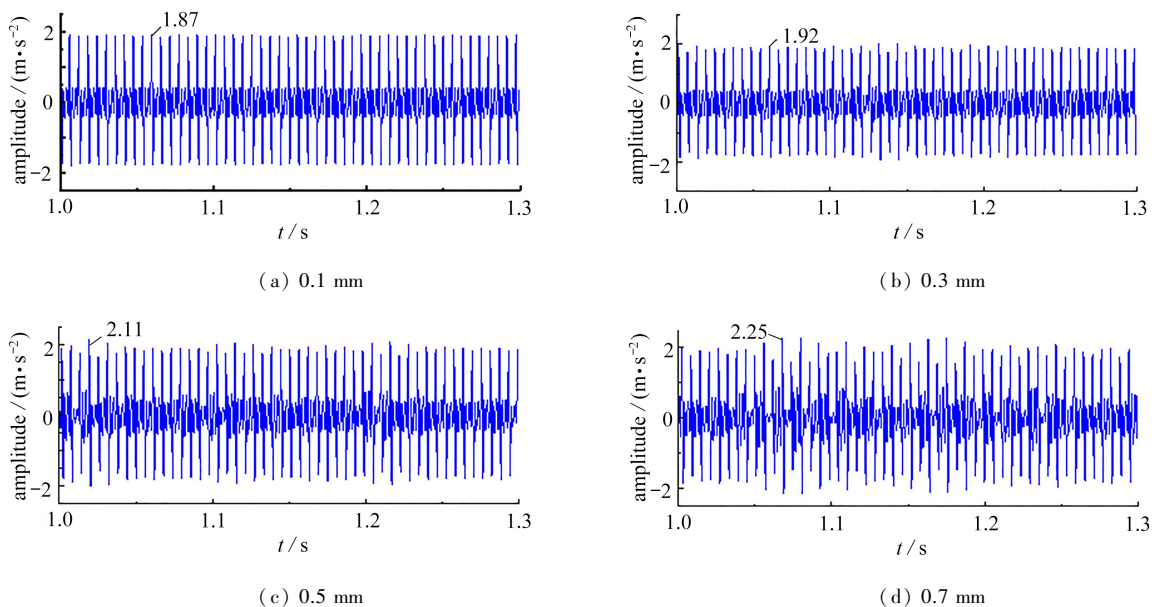 1.87
2
0
−2
amplitude / (m·s⁻²)
1.0
1.1
1.2
1.3
t / s
(a) 0.1 mm
1.92
2
0
−2
amplitude / (m·s⁻²)
1.0
1.1
1.2
1.3
t / s
(b) 0.3 mm
2.11
2
0
−2
amplitude / (m·s⁻²)
1.0
1.1
1.2
1.3
t / s
(c) 0.5 mm
2.25
2
0
−2
amplitude / (m·s⁻²)
1.0
1.1
1.2
1.3
t / s
(d) 0.7 mm